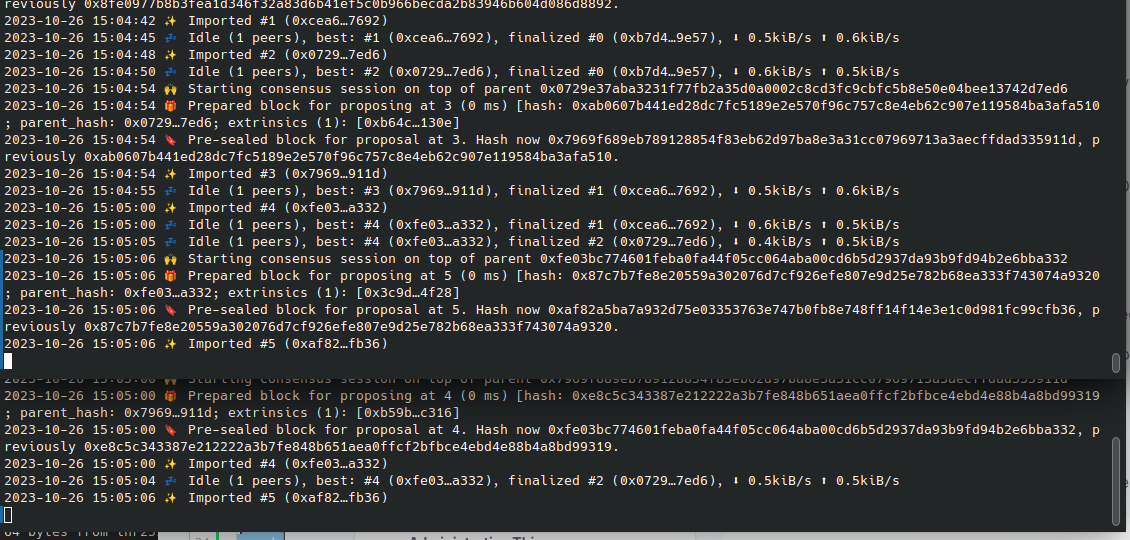 reviously 0x8fe0977b8b3fea1d346f32a83d6b41ef5c0b966becda2b83946b604d086d8892.
2023-10-26 15:04:42 ✨ Imported #1 (0xcea6…7692)
2023-10-26 15:04:45 💤 Idle (1 peers), best: #1 (0xcea6…7692), finalized #0 (0xb7d4…9e57), ⬇ 0.5kiB/s ⬆ 0.6kiB/s
2023-10-26 15:04:48 ✨ Imported #2 (0x0729…7ed6)
2023-10-26 15:04:50 💤 Idle (1 peers), best: #2 (0x0729…7ed6), finalized #0 (0xb7d4…9e57), ⬇ 0.6kiB/s ⬆ 0.5kiB/s
2023-10-26 15:04:54 🙌 Starting consensus session on top of parent 0x0729e37aba3231f77fb2a35d0a0002c8cd3fc9cbfc5b8e50e04bee13742d7ed6
2023-10-26 15:04:54 🎁 Prepared block for proposing at 3 (0 ms) [hash: 0xab0607b441ed28dc7fc5189e2e570f96c757c8e4eb62c907e119584ba3afa510
; parent_hash: 0x0729…7ed6; extrinsics (1): [0xb64c…130e]
2023-10-26 15:04:54 🔖 Pre-sealed block for proposal at 3. Hash now 0x7969f689eb789128854f83eb62d97ba8e3a31cc07969713a3aecffdad335911d, p
reviously 0xab0607b441ed28dc7fc5189e2e570f96c757c8e4eb62c907e119584ba3afa510.
2023-10-26 15:04:54 ✨ Imported #3 (0x7969…911d)
2023-10-26 15:04:55 💤 Idle (1 peers), best: #3 (0x7969…911d), finalized #1 (0xcea6…7692), ⬇ 0.5kiB/s ⬆ 0.6kiB/s
2023-10-26 15:05:00 ✨ Imported #4 (0xfe03…a332)
2023-10-26 15:05:00 💤 Idle (1 peers), best: #4 (0xfe03…a332), finalized #1 (0xcea6…7692), ⬇ 0.6kiB/s ⬆ 0.5kiB/s
2023-10-26 15:05:05 💤 Idle (1 peers), best: #4 (0xfe03…a332), finalized #2 (0x0729…7ed6), ⬇ 0.4kiB/s ⬆ 0.5kiB/s
2023-10-26 15:05:06 🙌 Starting consensus session on top of parent 0xfe03bc774601feba0fa44f05cc064aba00cd6b5d2937da93b9fd94b2e6bba332
2023-10-26 15:05:06 🎁 Prepared block for proposing at 5 (0 ms) [hash: 0x87c7b7fe8e20559a302076d7cf926efe807e9d25e782b68ea333f743074a9320
; parent_hash: 0xfe03…a332; extrinsics (1): [0x3c9d…4f28]
2023-10-26 15:05:06 🔖 Pre-sealed block for proposal at 5. Hash now 0xaf82a5ba7a932d75e03353763e747b0fb8e748ff14f14e3e1c0d981fc99cfb36, p
reviously 0x87c7b7fe8e20559a302076d7cf926efe807e9d25e782b68ea333f743074a9320.
2023-10-26 15:05:06 ✨ Imported #5 (0xaf82…fb36)
2023-10-26 15:05:00 🙌 Starting consensus session on top of parent 0x7969f689eb789128854f83eb62d97ba8e3a31cc07969713a3aecffdad335911d
2023-10-26 15:05:00 🎁 Prepared block for proposing at 4 (0 ms) [hash: 0xe8c5c343387e212222a3b7fe848b651aea0ffcf2bfbce4ebd4e88b4a8bd99319
; parent_hash: 0x7969…911d; extrinsics (1): [0xb59b…c316]
2023-10-26 15:05:00 🔖 Pre-sealed block for proposal at 4. Hash now 0xfe03bc774601feba0fa44f05cc064aba00cd6b5d2937da93b9fd94b2e6bba332, p
reviously 0xe8c5c343387e212222a3b7fe848b651aea0ffcf2bfbce4ebd4e88b4a8bd99319.
2023-10-26 15:05:00 ✨ Imported #4 (0xfe03…a332)
2023-10-26 15:05:04 💤 Idle (1 peers), best: #4 (0xfe03…a332), finalized #2 (0x0729…7ed6), ⬇ 0.5kiB/s ⬆ 0.5kiB/s
2023-10-26 15:05:06 ✨ Imported #5 (0xaf82…fb36)
64 bytes from